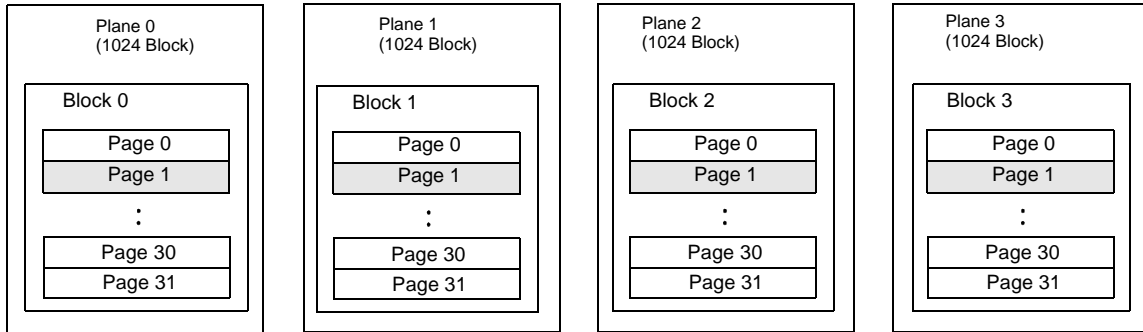 Plane 0
(1024 Block)
Block 0
Page 0
Page 1
Page 30
Page 31
Plane 1
(1024 Block)
Block 1
Page 0
Page 1
Page 30
Page 31
Plane 2
(1024 Block)
Block 2
Page 0
Page 1
Page 30
Page 31
Plane 3
(1024 Block)
Block 3
Page 0
Page 1
Page 30
Page 31